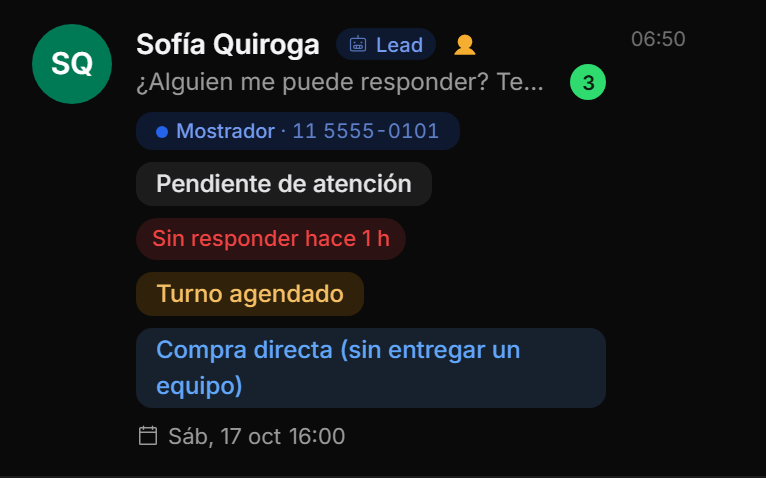 SQ
Sofía Quiroga Lead 06:50
¿Alguien me puede responder? Te... 3
Mostrador · 11 5555-0101
Pendiente de atención
Sin responder hace 1 h
Turno agendado
Compra directa (sin entregar un
equipo)
Sáb, 17 oct 16:00